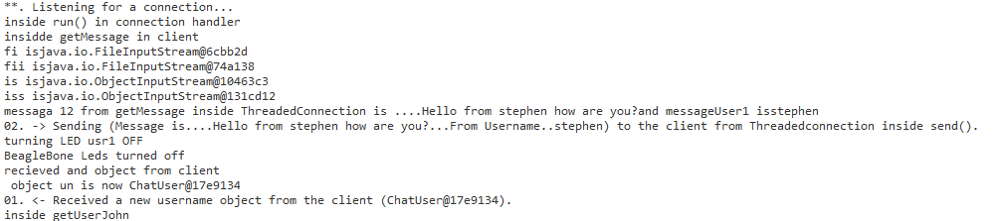 **. Listening for a connection...
inside run() in connection handler
insidde getMessage in client
fi isjava.io.FileInputStream@6cbb2d
fii isjava.io.FileInputStream@74a138
is isjava.io.ObjectInputStream@10463c3
iss isjava.io.ObjectInputStream@131cd12
messaga 12 from getMessage inside ThreadedConnection is ....Hello from stephen how are you?and messageUser1 isstephen
02. -> Sending (Message is....Hello from stephen how are you?...From Username..stephen) to the client from Threadedconnection inside send().
turning LED usr1 OFF
BeagleBone Leds turned off
recieved and object from client
 object un is now ChatUser@17e9134
01. <- Received a new username object from the client (ChatUser@17e9134).
inside getUserJohn